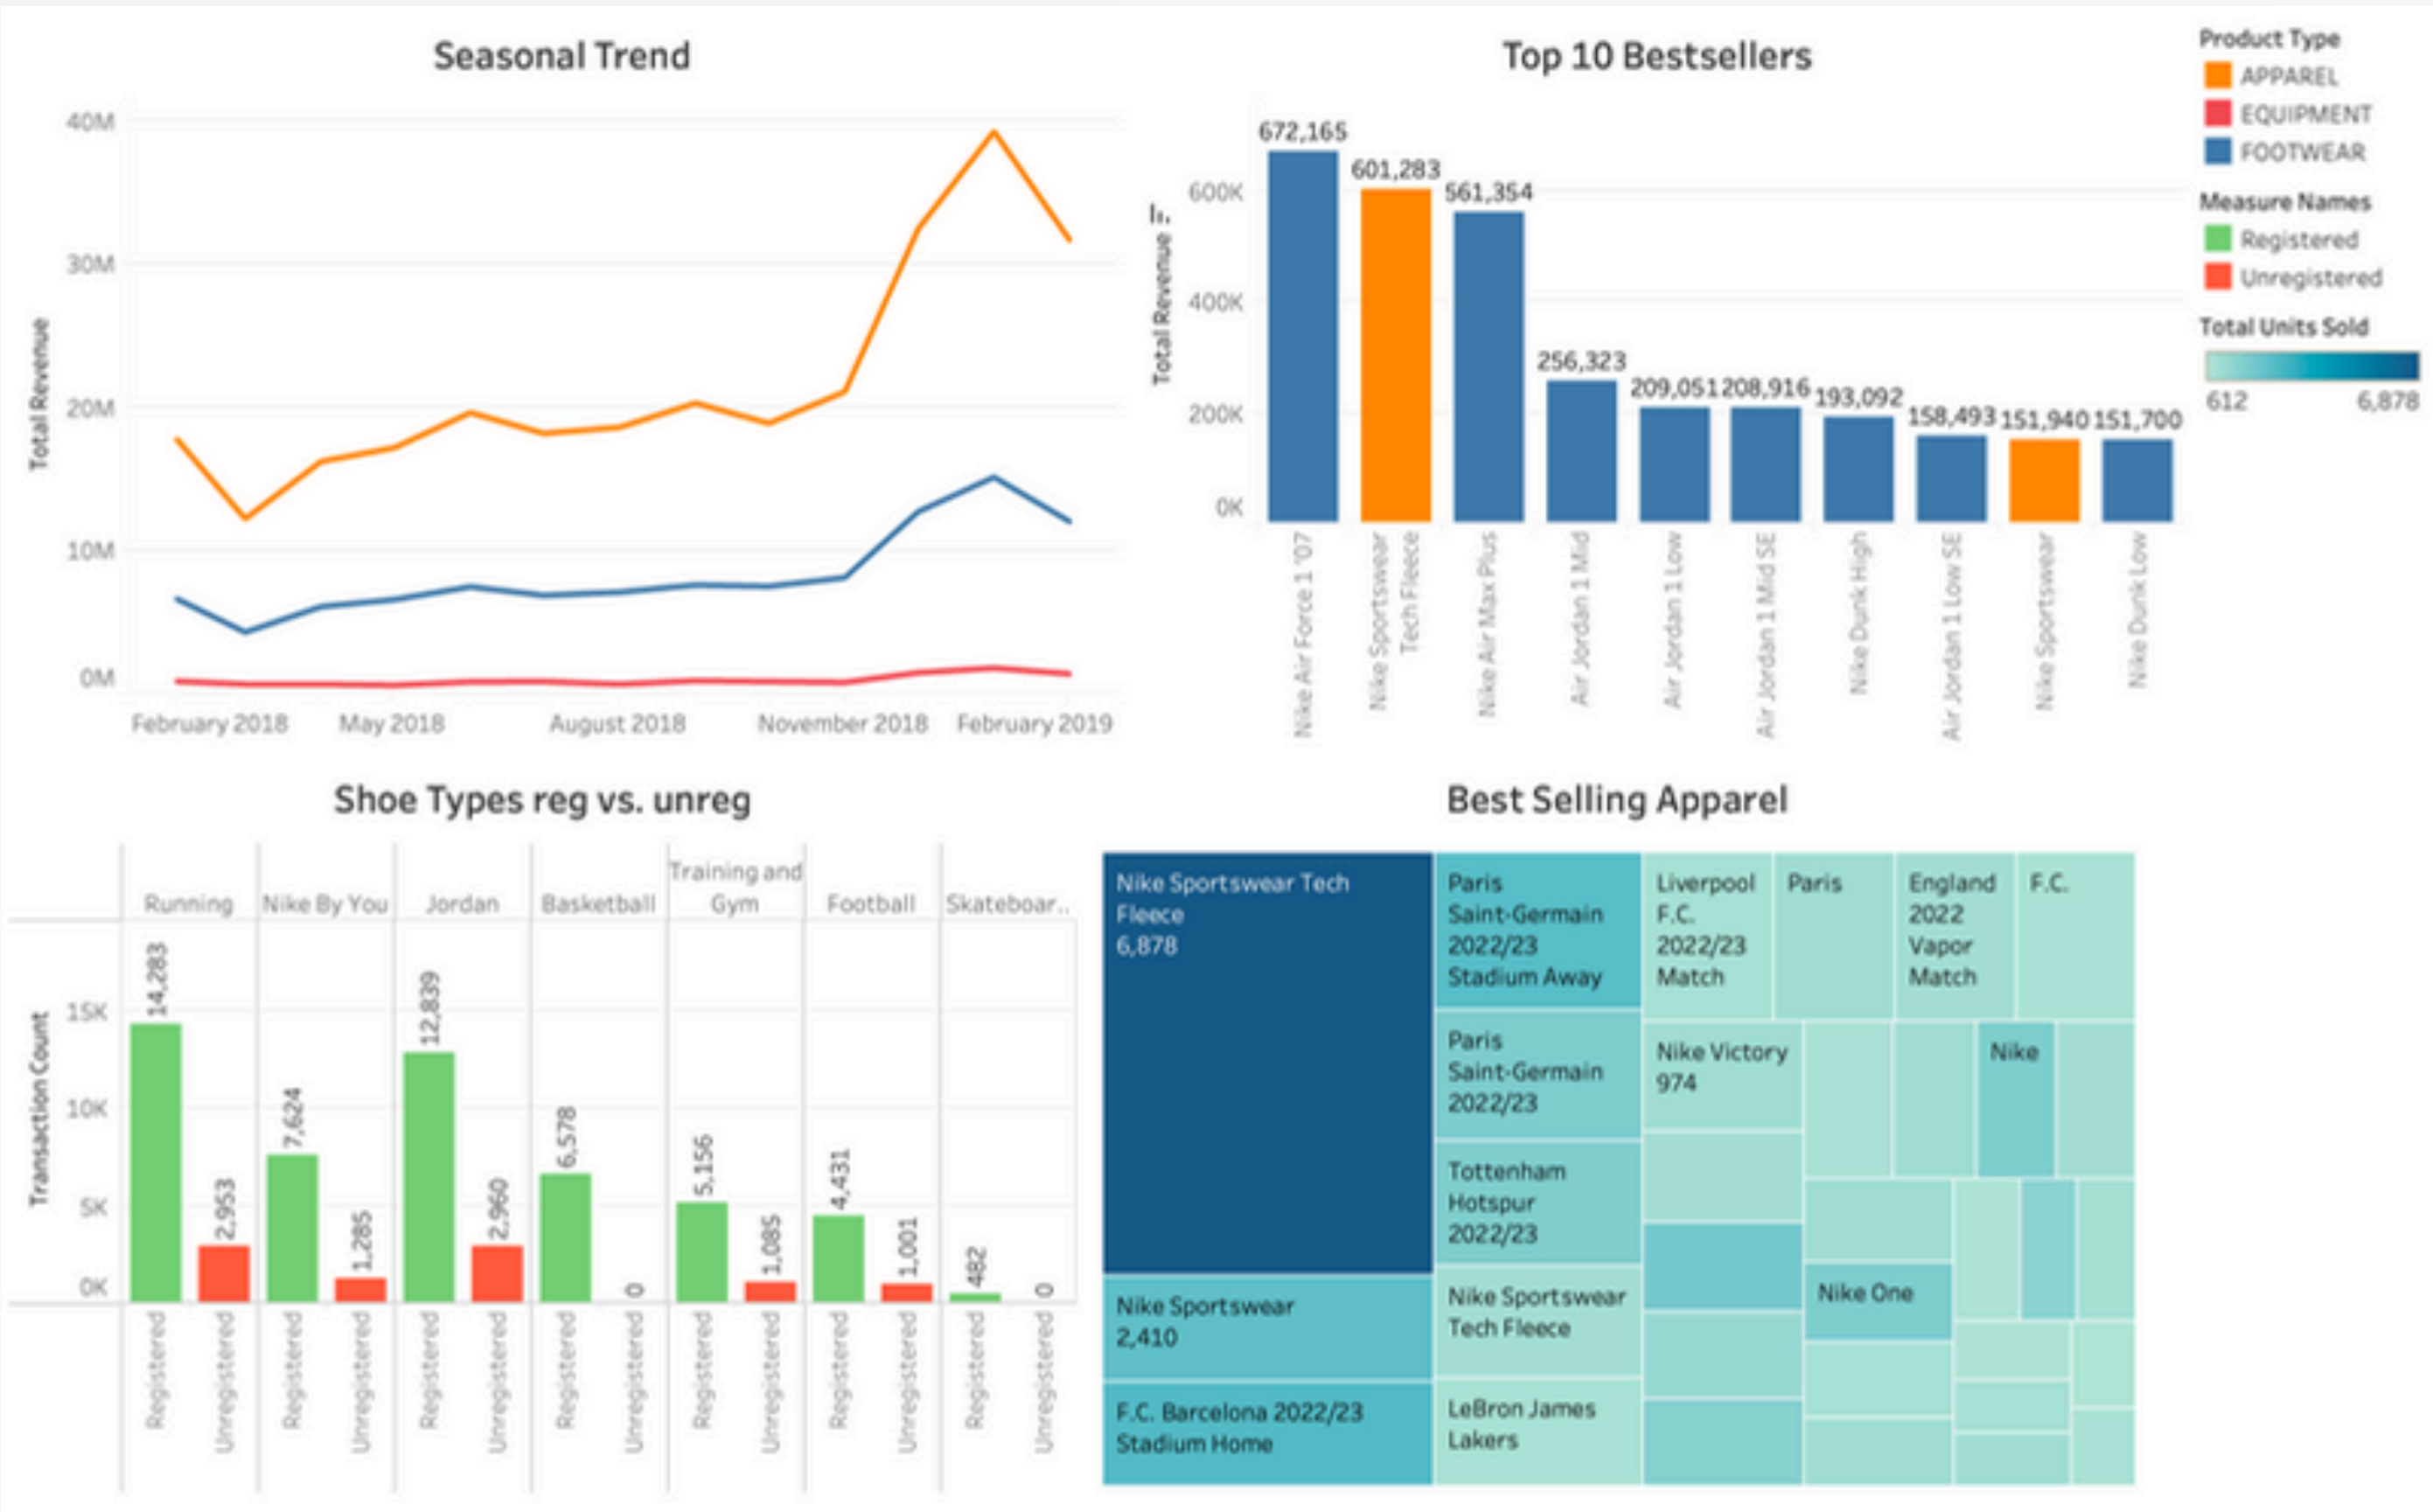 Seasonal Trend
40M
30M
20M
10M
0M
Total Revenue
February 2018
May 2018
August 2018
November 2018
February 2019
Top 10 Bestsellers
Total Revenue
600K
400K
200K
0K
672,165
601,283
561,354
256,323
209,051
208,916
193,092
158,493
151,940
151,700
Nike Air Force 1 '07
Nike Sportswear
Tech Fleece
Nike Air Max Plus
Air Jordan 1 Mid
Air Jordan 1 Low
Air Jordan 1 Mid SE
Nike Dunk High
Air Jordan 1 Low SE
Nike Sportswear
Nike Dunk Low
Product Type
APPAREL
EQUIPMENT
FOOTWEAR
Measure Names
Registered
Unregistered
Total Units Sold
612
6,878
Shoe Types reg vs. unreg
Running
Nike By You
Jordan
Basketball
Training and
Gym
Football
Skateboar..
Transaction Count
15K
10K
5K
0K
14,283
2,953
7,624
1,285
12,839
2,960
6,578
0
5,156
1,085
4,431
1,001
482
0
Registered
Unregistered
Registered
Unregistered
Registered
Unregistered
Registered
Unregistered
Registered
Unregistered
Registered
Unregistered
Registered
Unregistered
Best Selling Apparel
Nike Sportswear Tech
Fleece
6,878
Nike Sportswear
2,410
F.C. Barcelona 2022/23
Stadium Home
Paris
Saint-Germain
2022/23
Stadium Away
Paris
Saint-Germain
2022/23
Tottenham
Hotspur
2022/23
Nike Sportswear
Tech Fleece
LeBron James
Lakers
Liverpool
F.C.
2022/23
Match
Paris
England
2022
Vapor
Match
F.C.
Nike Victory
974
Nike
Nike One